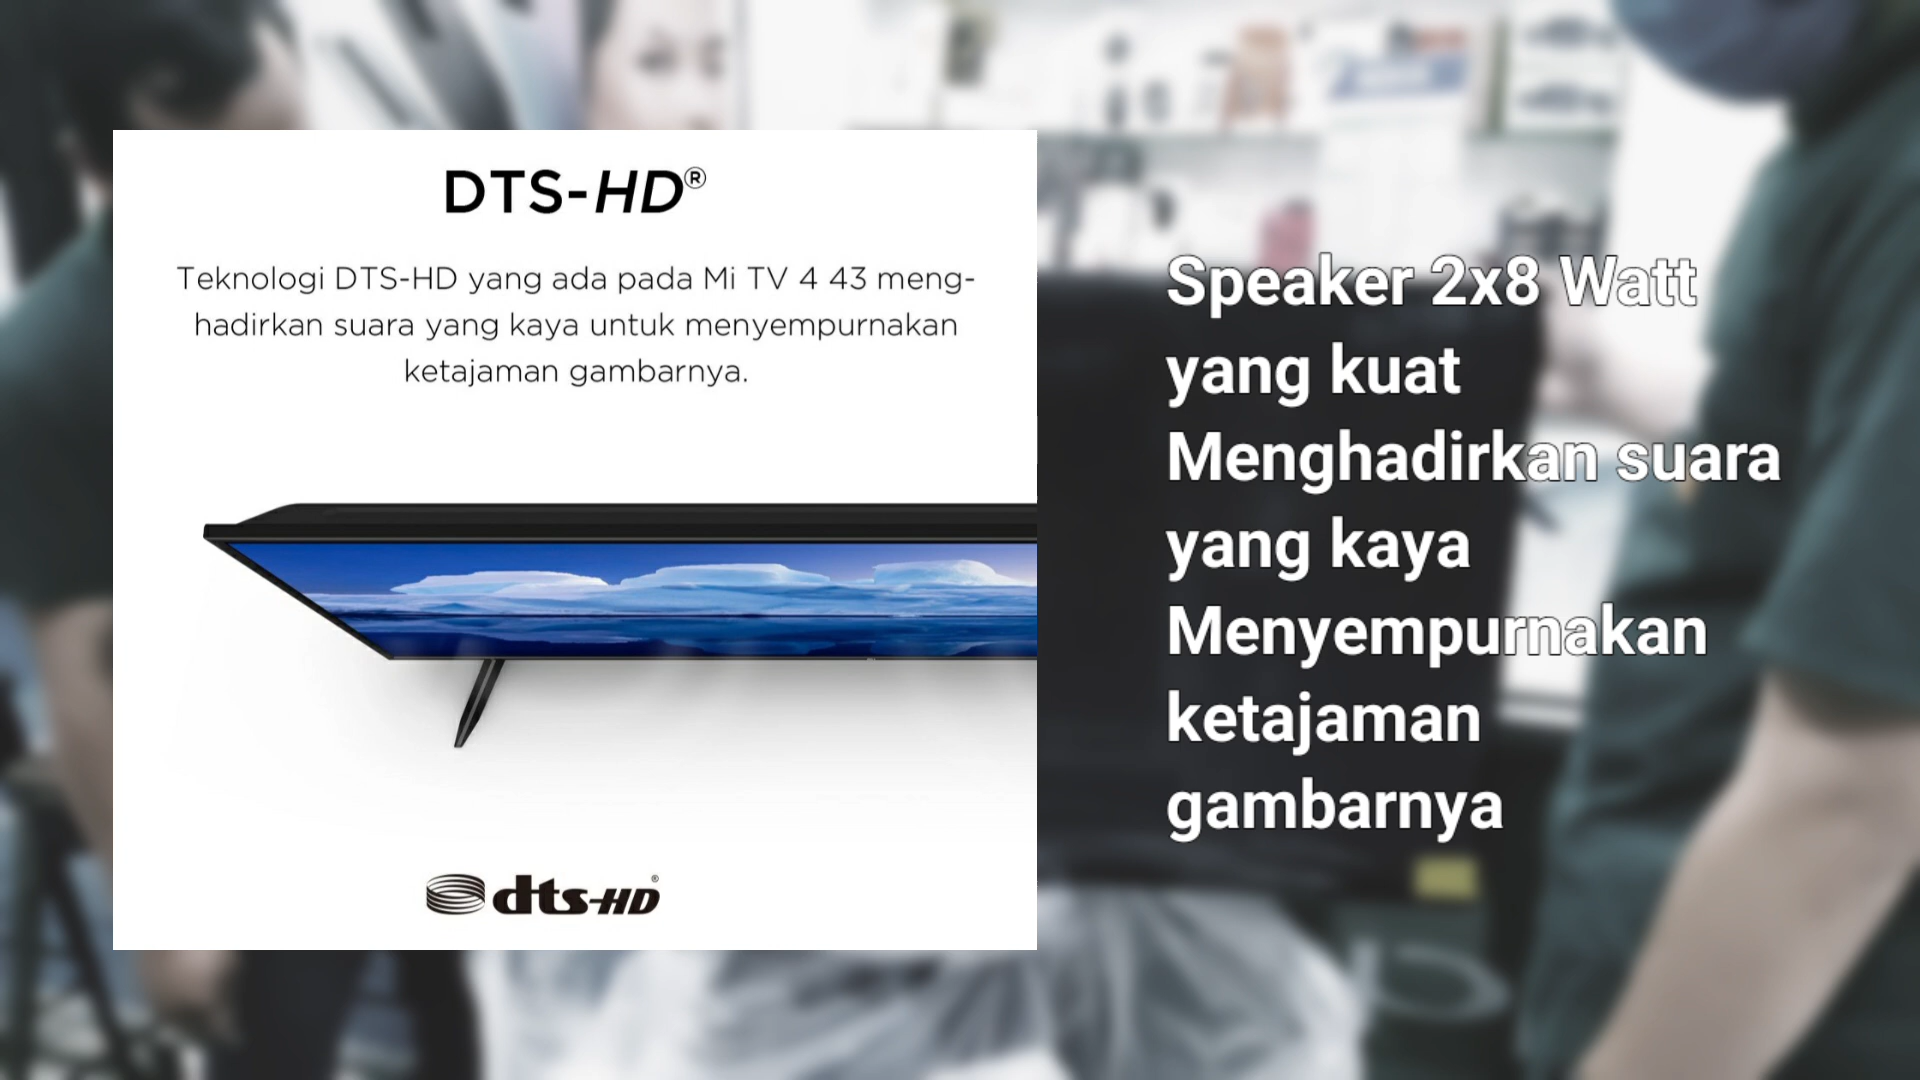 DTS-HD®
Teknologi DTS-HD yang ada pada Mi TV 4 43 meng-
hadirkan suara yang kaya untuk menyempurnakan
ketajaman gambarnya.
dts-HD®
Speaker 2x8 Watt
yang kuat
Menghadirkan suara
yang kaya
Menyempurnakan
ketajaman
gambarnya